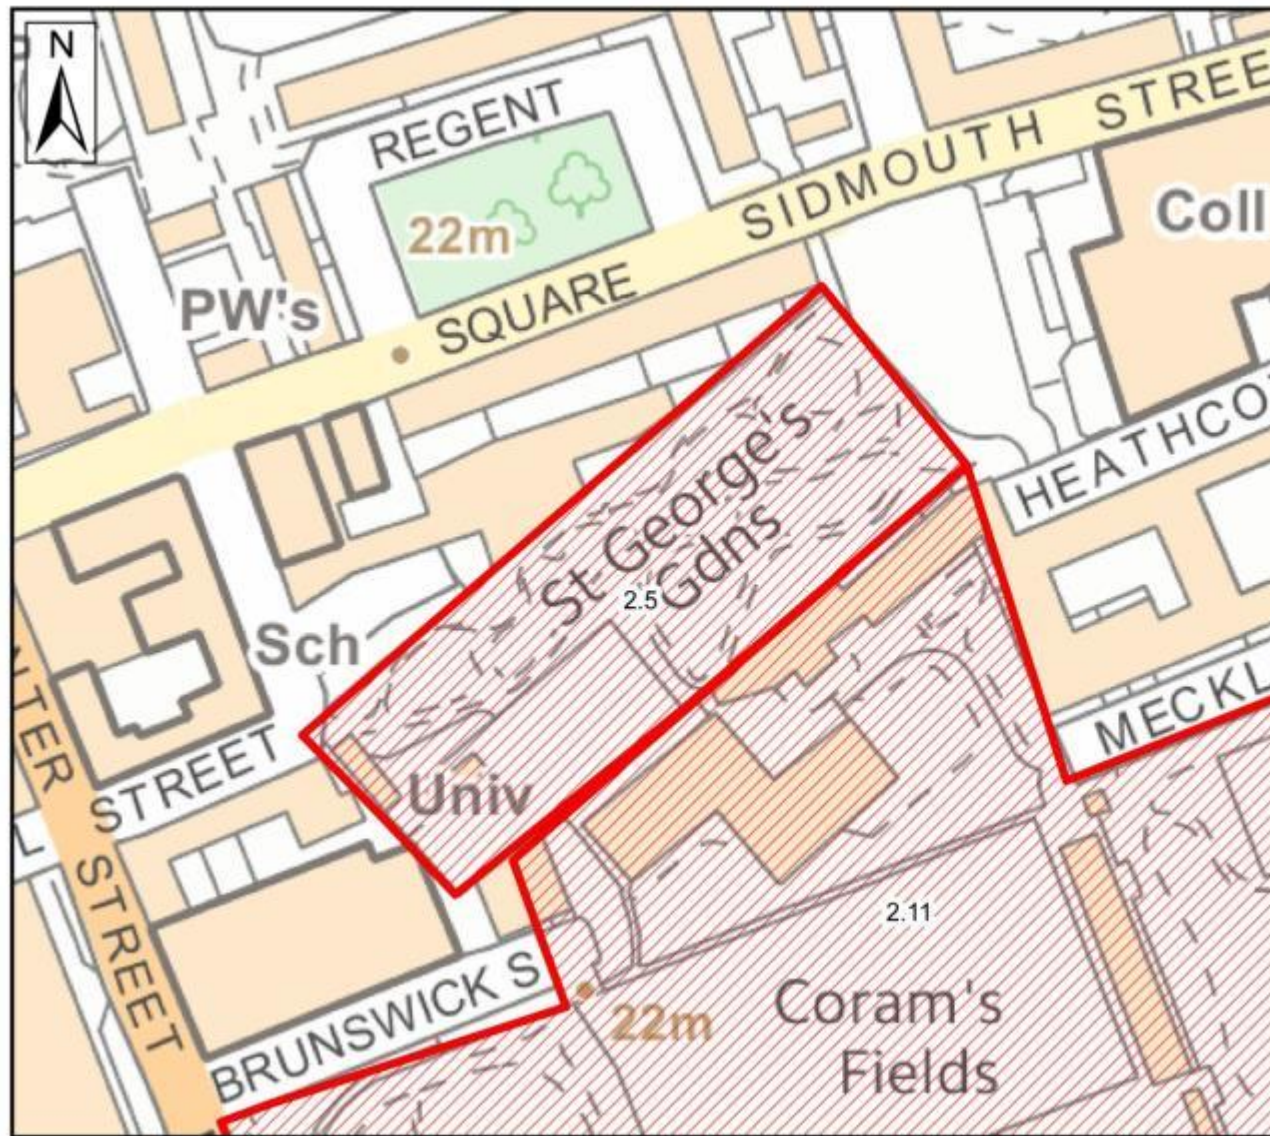 N
REGENT
SIDMOUTH STREE
22m
Coll
PW's
SQUARE
St George's
Gdns
HEATHCO
2.5
Sch
NTER STREET
MECKL
L STREET
Univ
2.11
BRUNSWICK S
22m
Coram's
Fields